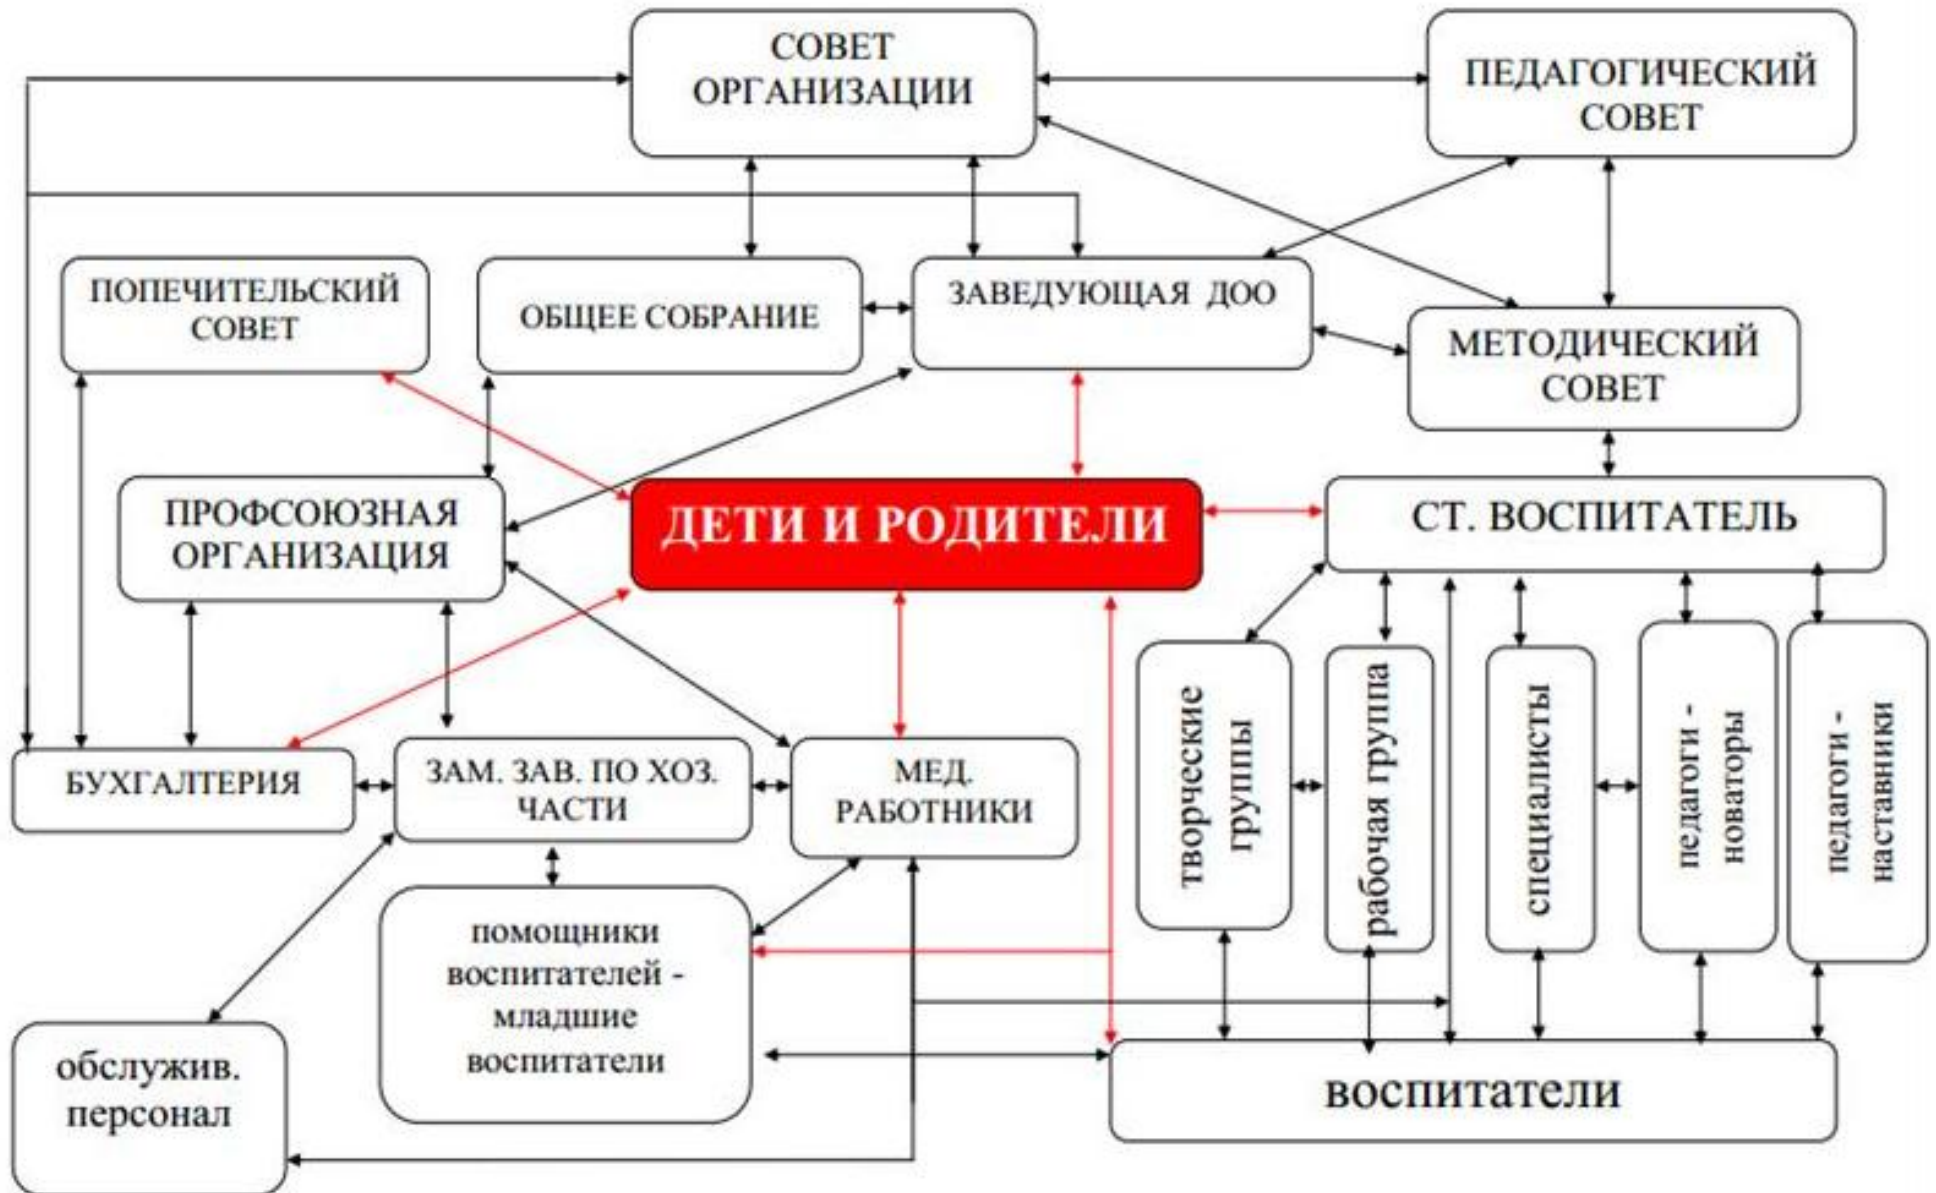 СОВЕТ
ОРГАНИЗАЦИИ
ПЕДАГОГИЧЕСКИЙ
СОВЕТ
ПОПЕЧИТЕЛЬСКИЙ
СОВЕТ
ОБЩЕЕ СОБРАНИЕ
ЗАВЕДУЮЩАЯ ДОО
МЕТОДИЧЕСКИЙ
СОВЕТ
ПРОФСОЮЗНАЯ
ОРГАНИЗАЦИЯ
ДЕТИ И РОДИТЕЛИ
СТ. ВОСПИТАТЕЛЬ
творческие
группы
рабочая группа
специалисты
педагоги -
новаторы
педагоги -
наставники
БУХГАЛТЕРИЯ
ЗАМ. ЗАВ. ПО ХОЗ.
ЧАСТИ
МЕД.
РАБОТНИКИ
помощники
воспитателей -
младшие
воспитатели
обслужив.
персонал
воспитатели